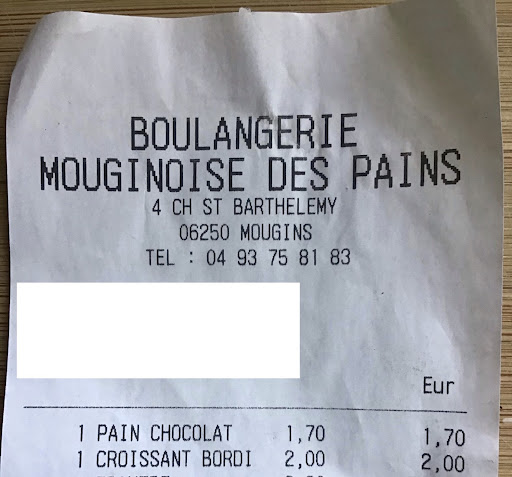 BOULANGERIE
MOUGINOISE DES PAINS
4 CH ST BARTHELEMY
06250 MOUGINS
TEL : 04 93 75 81 83
Eur
1 PAIN CHOCOLAT 1,70 1,70
1 CROISSANT BORDI 2,00 2,00